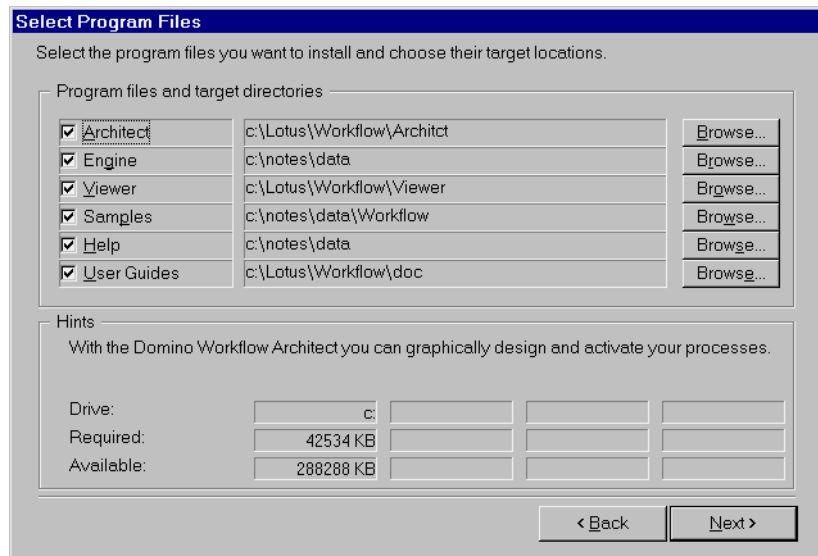 Select Program Files
Select the program files you want to install and choose their target locations.
Program files and target directories
Architect c:\Lotus\Workflow\Architct Browse...
Engine c:\notes\data Browse...
Viewer c:\Lotus\Workflow\Viewer Browse...
Samples c:\notes\data\Workflow Browse...
Help c:\notes\data Browse...
User Guides c:\Lotus\Workflow\doc Browse...
Hints
With the Domino Workflow Architect you can graphically design and activate your processes.
Drive: c:
Required: 42534 KB
Available: 288288 KB
< Back Next >